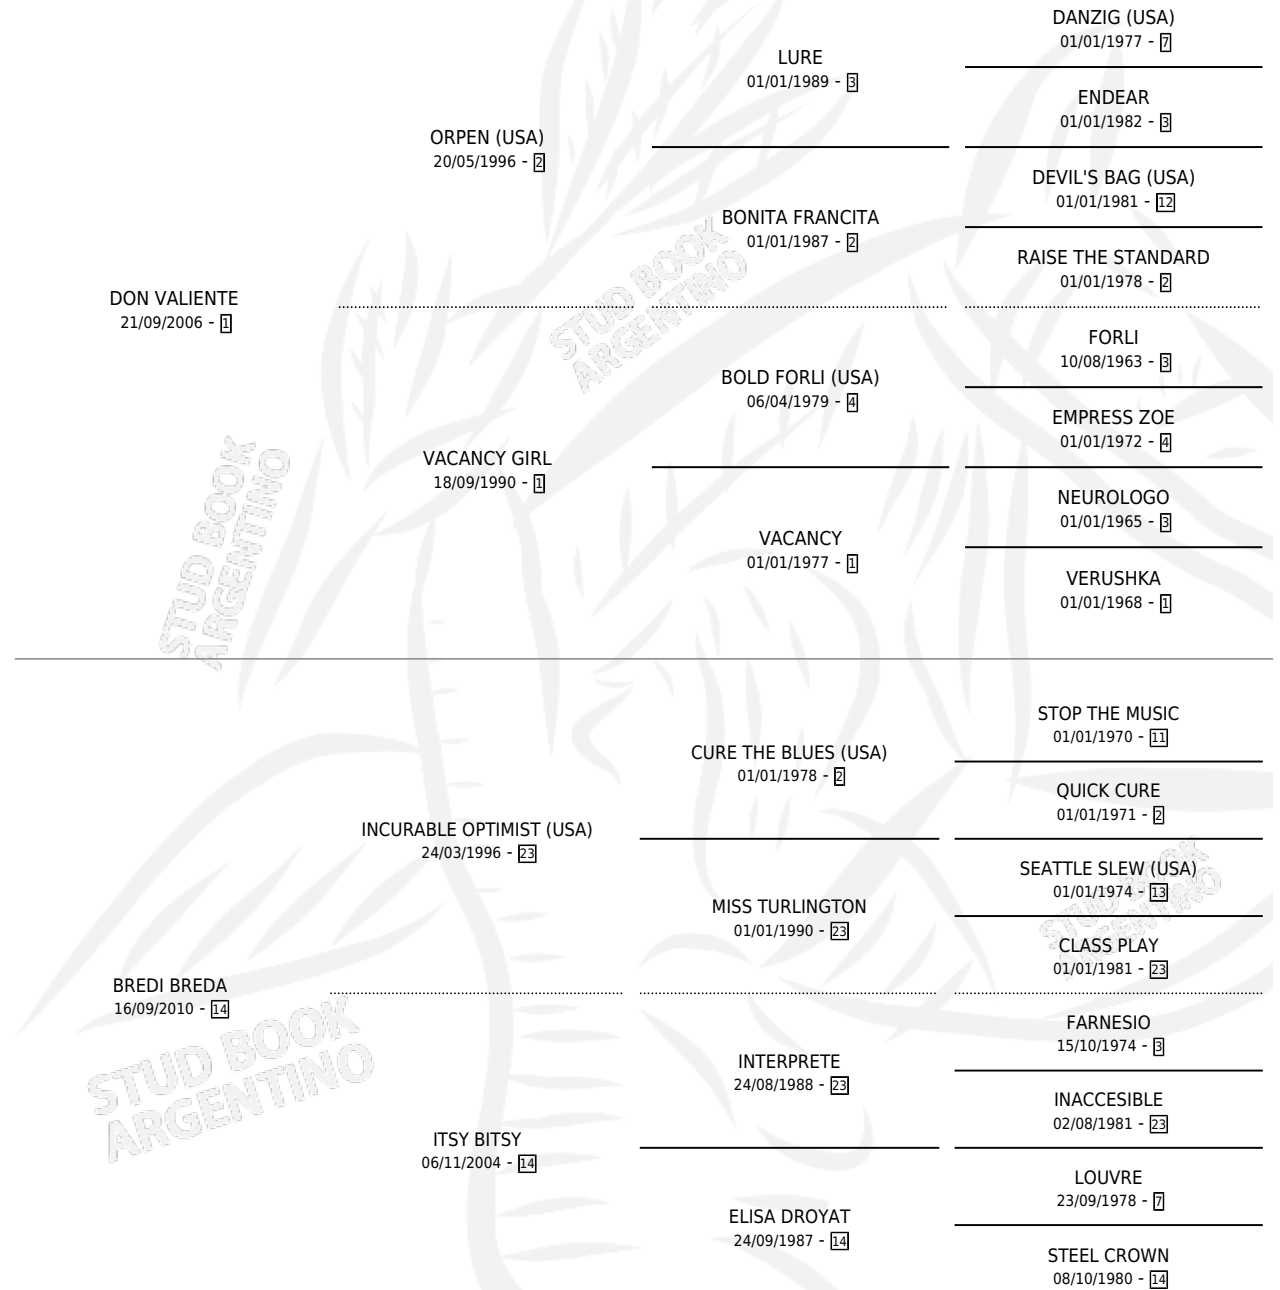 DANZIG (USA)
01/01/1977 - 7
LURE
01/01/1989 - 3
ENDEAR
01/01/1982 - 3
ORPEN (USA)
20/05/1996 - 2
DEVIL'S BAG (USA)
01/01/1981 - 12
BONITA FRANCITA
01/01/1987 - 2
RAISE THE STANDARD
01/01/1978 - 2
DON VALIENTE
21/09/2006 - 1
STUD BOOK
ARGENTINO
FORLI
10/08/1963 - 3
BOLD FORLI (USA)
06/04/1979 - 4
EMPRESS ZOE
01/01/1972 - 4
VACANCY GIRL
18/09/1990 - 1
NEUROLOGO
01/01/1965 - 3
VACANCY
01/01/1977 - 1
VERUSHKA
01/01/1968 - 1
STUD BOOK
ARGENTINO
STOP THE MUSIC
01/01/1970 - 11
CURE THE BLUES (USA)
01/01/1978 - 2
QUICK CURE
01/01/1971 - 2
INCURABLE OPTIMIST (USA)
24/03/1996 - 23
SEATTLE SLEW (USA)
01/01/1974 - 13
STUD BOOK
ARGENTINO
MISS TURLINGTON
01/01/1990 - 23
CLASS PLAY
01/01/1981 - 23
BREDI BREDA
16/09/2010 - 14
STUD BOOK
ARGENTINO
FARNESIO
15/10/1974 - 3
INTERPRETE
24/08/1988 - 23
INACCESIBLE
02/08/1981 - 23
ITSY BITSY
06/11/2004 - 14
LOUVRE
23/09/1978 - 7
ELISA DROYAT
24/09/1987 - 14
STEEL CROWN
08/10/1980 - 14